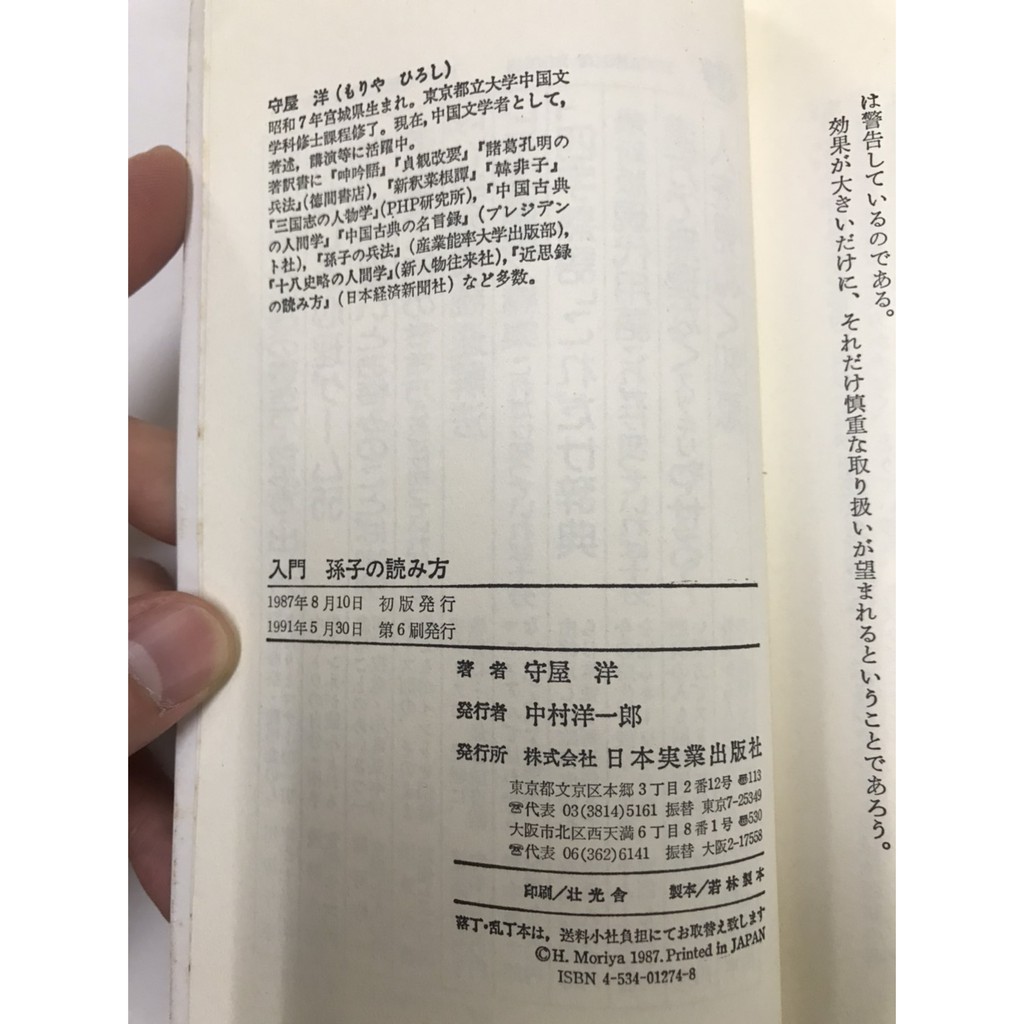 は警告しているのである。
効果が大きいだけに、それだけ慎重な取り扱いが望まれるということであろう。
守屋 洋(もりや ひろし)
昭和7年宮城県生まれ。東京都立大学中国文
学科修士課程修了。現在,中国文学者として,
著述,講演等に活躍中。
著訳書に『呻吟語』『貞観政要』『諸葛孔明の
兵法』(徳間書店),『新釈菜根譚』『韓非子』
『三国志の人物学』(PHP研究所),『中国古典
の人間学』『中国古典の名言録』(プレジデン
ト社),『孫子の兵法』(産業能率大学出版部),
『十八史略の人間学』(新人物往来社),『近思録
の読み方』(日本経済新聞社)など多数。
入門 孫子の読み方
1987年8月10日 初版発行
1991年5月30日 第6刷発行
著 者 守屋 洋
発行者 中村洋一郎
発行所 株式会社 日本実業出版社
東京都文京区本郷3丁目2番12号 〠113
☎代表 03(3814)5161 振替 東京7-25349
大阪市北区西天満6丁目8番1号 〠530
☎代表 06(362)6141 振替 大阪2-17558
印刷/壮光舎 製本/若林製本
落丁・乱丁本は,送料小社負担にてお取替え致します
©H. Moriya 1987. Printed in JAPAN
ISBN 4-534-01274-8